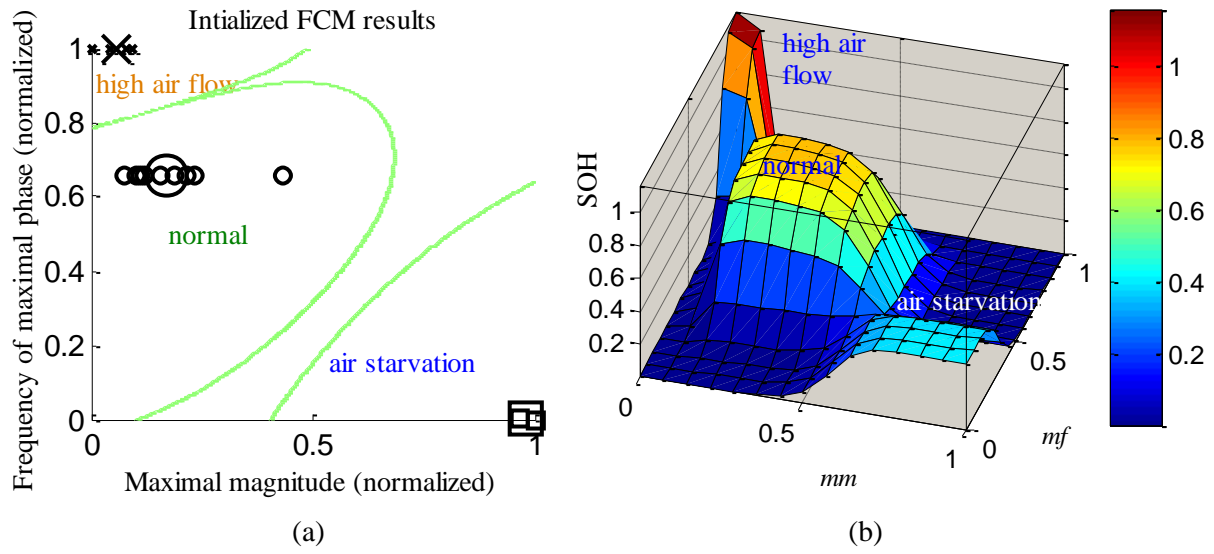 Intialized FCM results
Frequency of maximal phase (normalized)
1
0.8
0.6
0.4
0.2
0
high air flow
normal
air starvation
0
0.5
1
Maximal magnitude (normalized)
(a)
SOH
1
0.8
0.6
0.4
0.2
high air
flow
normal
air starvation
0
0.5
1
mm
0
0.5
1
mf
1
0.8
0.6
0.4
0.2
(b)